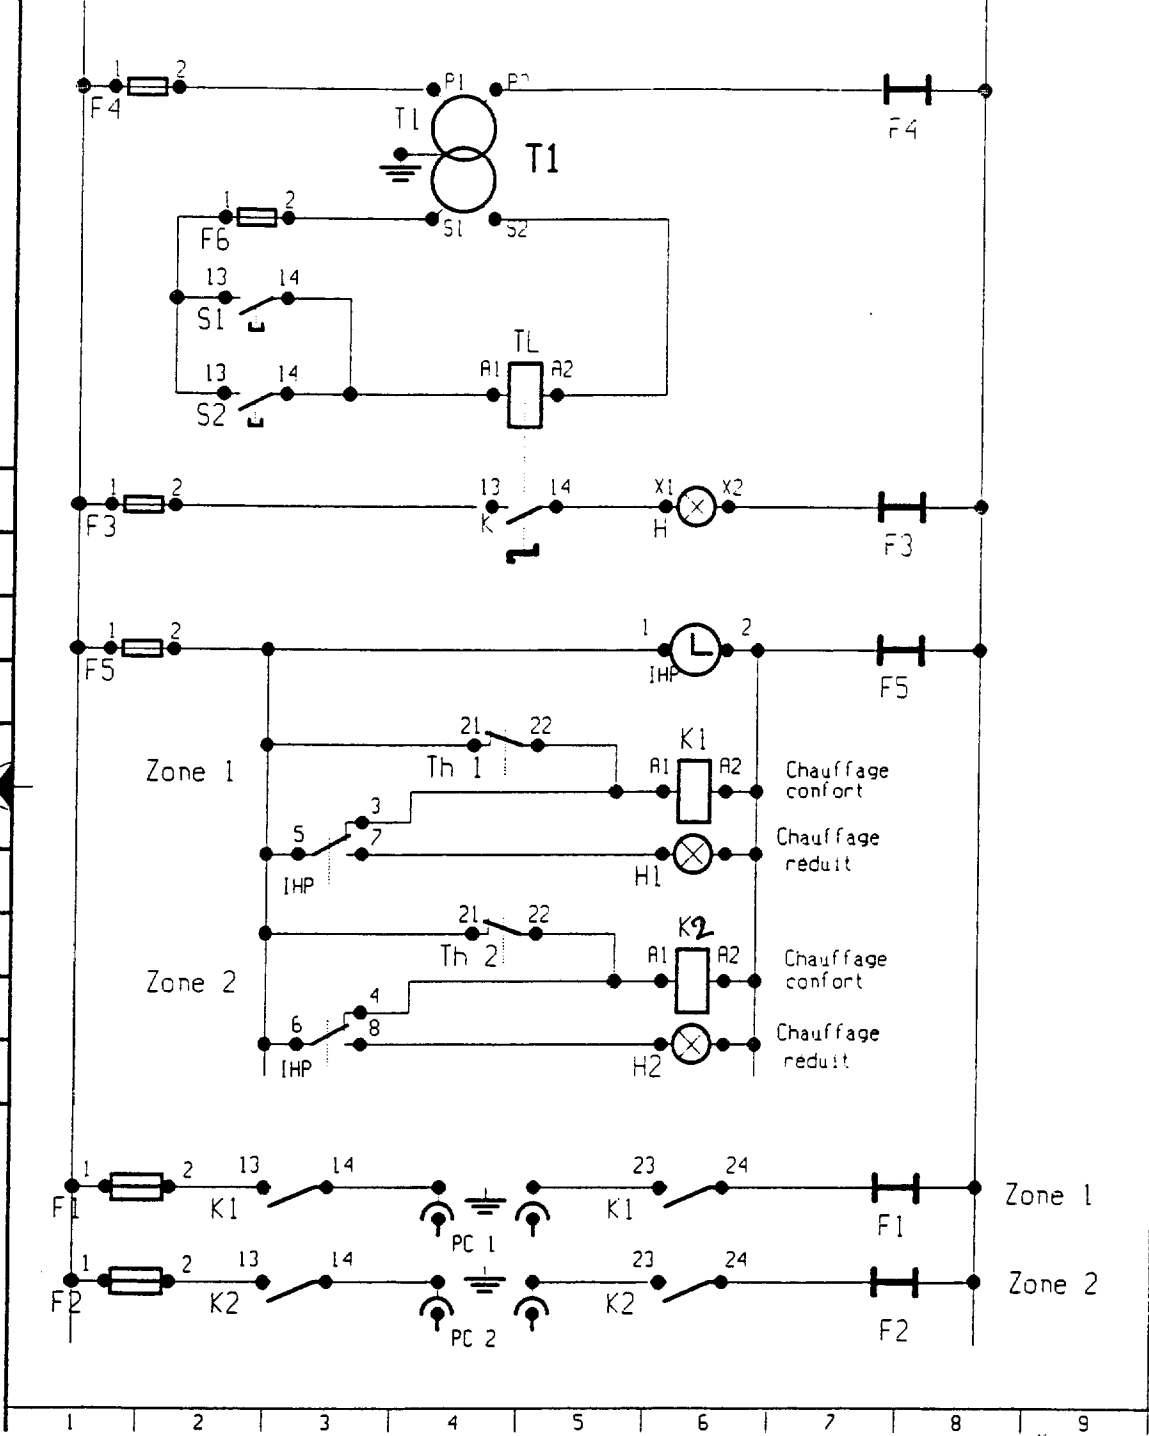 1 2 P1
F4 T1 F4
T1
1 2
F6 S1 S2
13 14
S1
TL
13 14 A1 A2
S2
1 2 13 14 X1 X2
F3 K H F3
1 2 1 2
F5 IHP F5
21 22 K1
Zone 1 Th 1 A1 A2 Chauffage
confort
3
5 7 Chauffage
IHP H1 réduit
21 22 K2
Th 2 A1 A2 Chauffage
Zone 2 confort
4
6 8 Chauffage
IHP H2 réduit
1 2 13 14 23 24
F1 K1 PC 1 K1 F1 Zone 1
1 2 13 14 23 24
F2 K2 PC 2 K2 F2 Zone 2
1 2 3 4 5 6 7 8 9